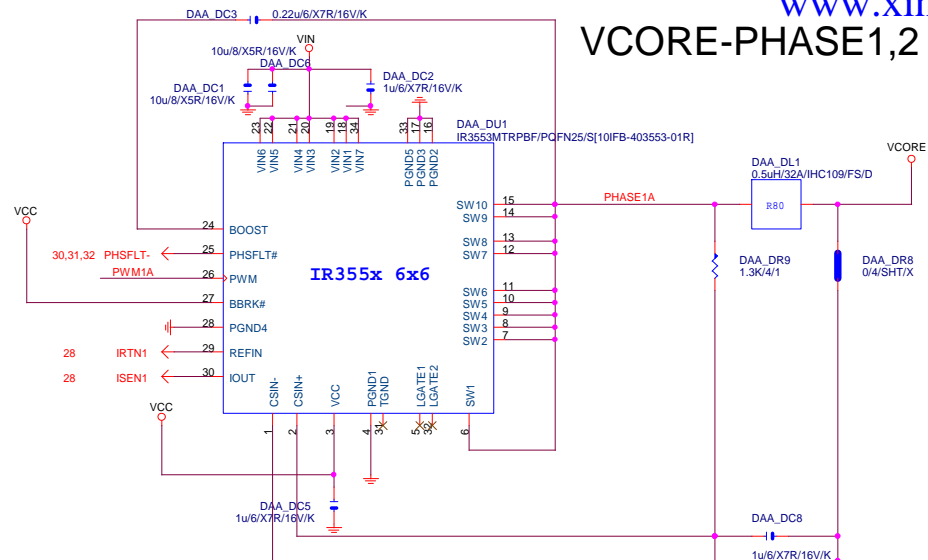 www.xin
VCORE-PHASE1,2
DAA_DC3 0.22u/6/X7R/16V/K
VIN
10u/8/X5R/16V/K
DAA_DC6
DAA_DC1
10u/8/X5R/16V/K
DAA_DC2
1u/6/X7R/16V/K
DAA_DU1
IR3553MTRPBF/PQFN25/S[10IFB-403553-01R]
23 22 21 20 19 18 34 33 17 16
VIN6 VIN5 VIN4 VIN3 VIN2 VIN1 VIN7 PGND5 PGND3 PGND2
VCORE
DAA_DL1
0.5uH/32A/IHC109/FS/D
R80
PHASE1A
VCC
24 BOOST
30,31,32 PHSFLT- 25 PHSFLT#
PWM1A 26 PWM
27 BBRK#
28 PGND4
28 IRTN1 29 REFIN
28 ISEN1 30 IOUT
IR355x 6x6
SW10 15
SW9 14
SW8 13
SW7 12
SW6 11
SW5 10
SW4 9
SW3 8
SW2 7
DAA_DR9
1.3K/4/1
DAA_DR8
0/4/SHT/X
CSIN- CSIN+ VCC PGND1 TGND LGATE1 LGATE2 SW1
1 2 3 4 31 5 32 6
VCC
DAA_DC5
1u/6/X7R/16V/K
DAA_DC8
1u/6/X7R/16V/K